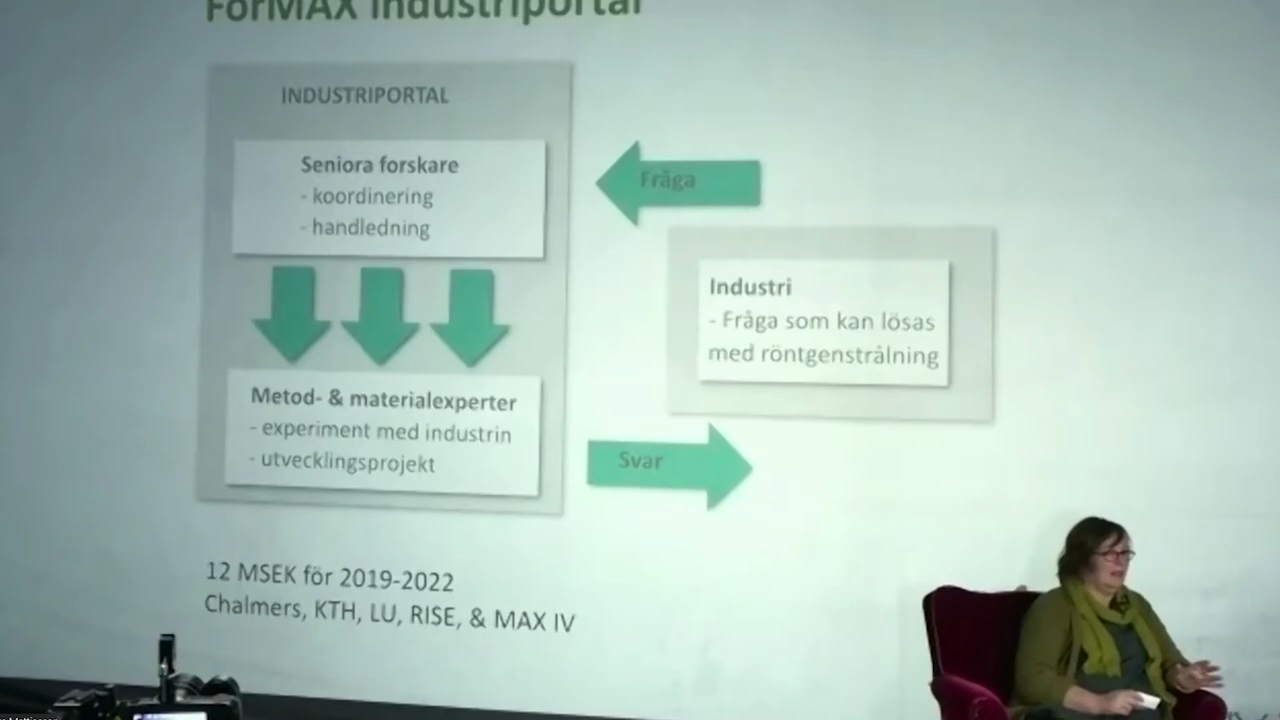 ForMAX industriportal
INDUSTRIPORTAL
Seniora forskare
- koordinering
- handledning
Fråga
Industri
- Fråga som kan lösas
med röntgenstrålning
Metod- & materialexperter
- experiment med industrin
- utvecklingsprojekt
Svar
12 MSEK för 2019-2022
Chalmers, KTH, LU, RISE, & MAX IV